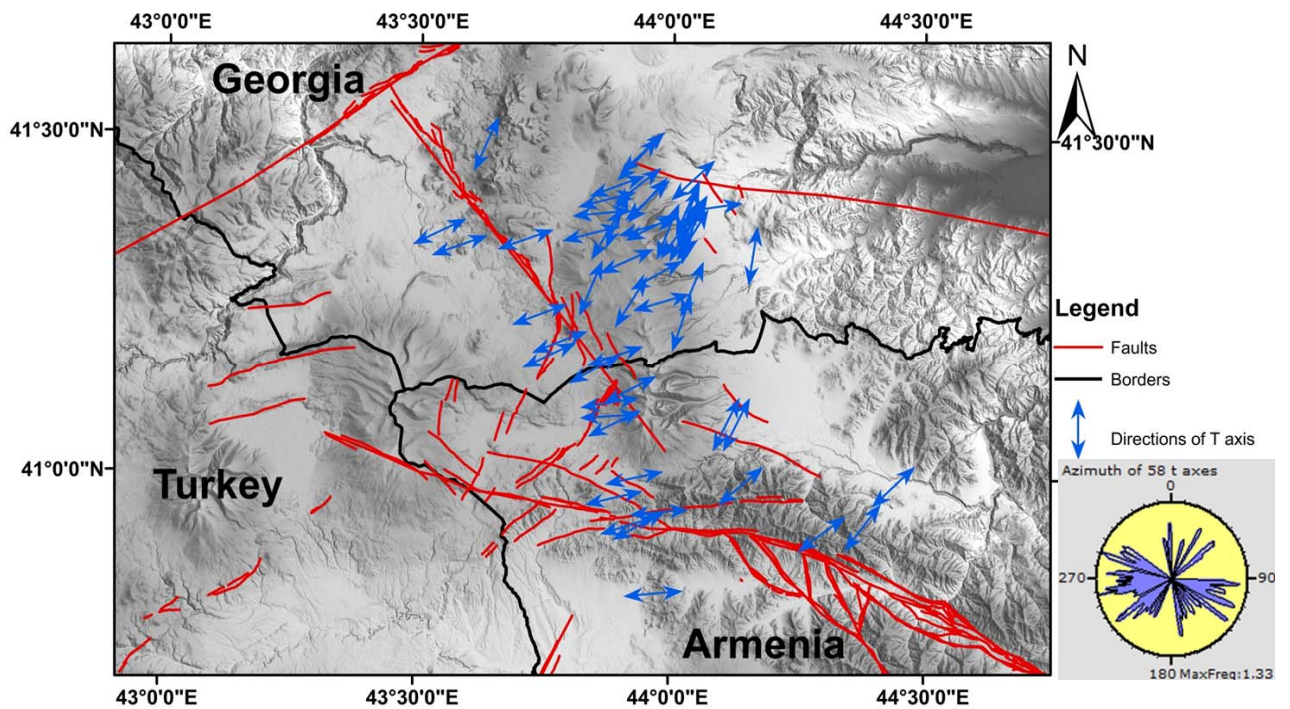 43°0'0"E 43°30'0"E 44°0'0"E 44°30'0"E
N
Georgia
41°30'0"N
41°30'0"N
Legend
Faults
Borders
Directions of T axis
41°0'0"N
Turkey
Armenia
Azimuth of 58 t axes
0
270
90
180 MaxFreq:1.33
43°0'0"E 43°30'0"E 44°0'0"E 44°30'0"E